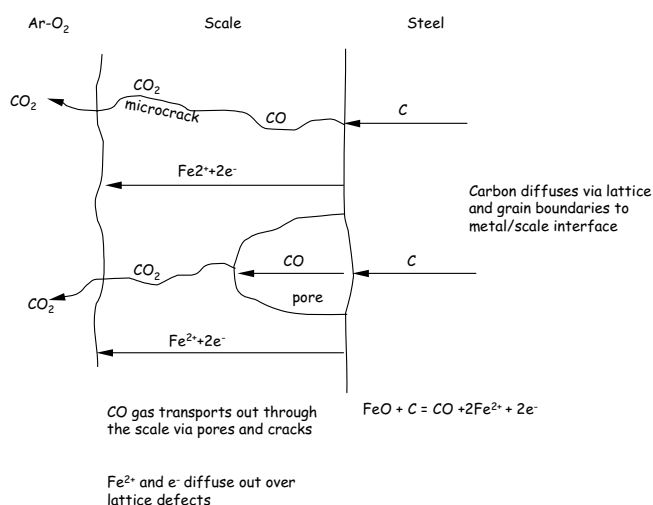 Ar-O₂ Scale Steel
CO₂
CO₂
microcrack
CO
C
Fe2⁺+2e⁻
Carbon diffuses via lattice
and grain boundaries to
metal/scale interface
CO₂
CO
C
CO₂
pore
Fe²⁺+2e⁻
CO gas transports out through
the scale via pores and cracks
FeO + C = CO +2Fe²⁺ + 2e⁻
Fe²⁺ and e⁻ diffuse out over
lattice defects